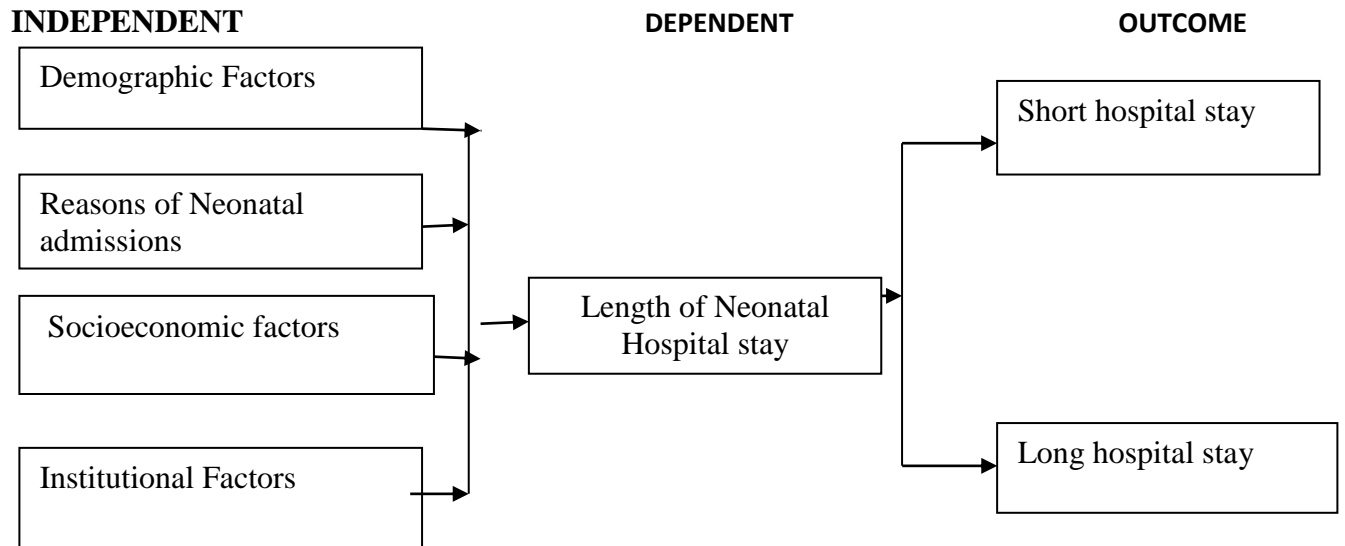 INDEPENDENT
DEPENDENT
OUTCOME
Demographic Factors
Reasons of Neonatal
admissions
Socioeconomic factors
Institutional Factors
Length of Neonatal
Hospital stay
Short hospital stay
Long hospital stay